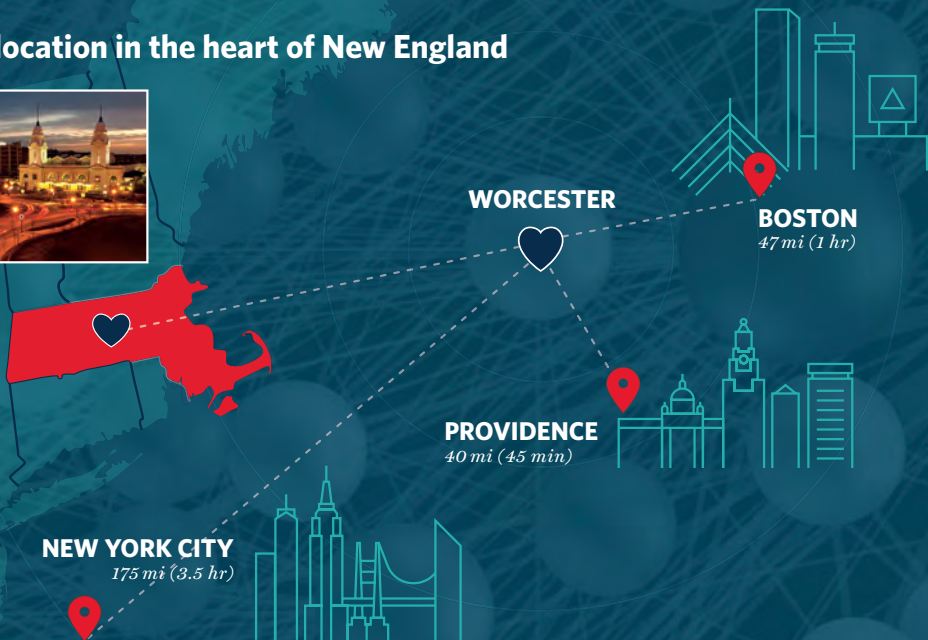 location in the heart of New England
WORCESTER
BOSTON
47 mi (1 hr)
PROVIDENCE
40 mi (45 min)
NEW YORK CITY
175 mi (3.5 hr)